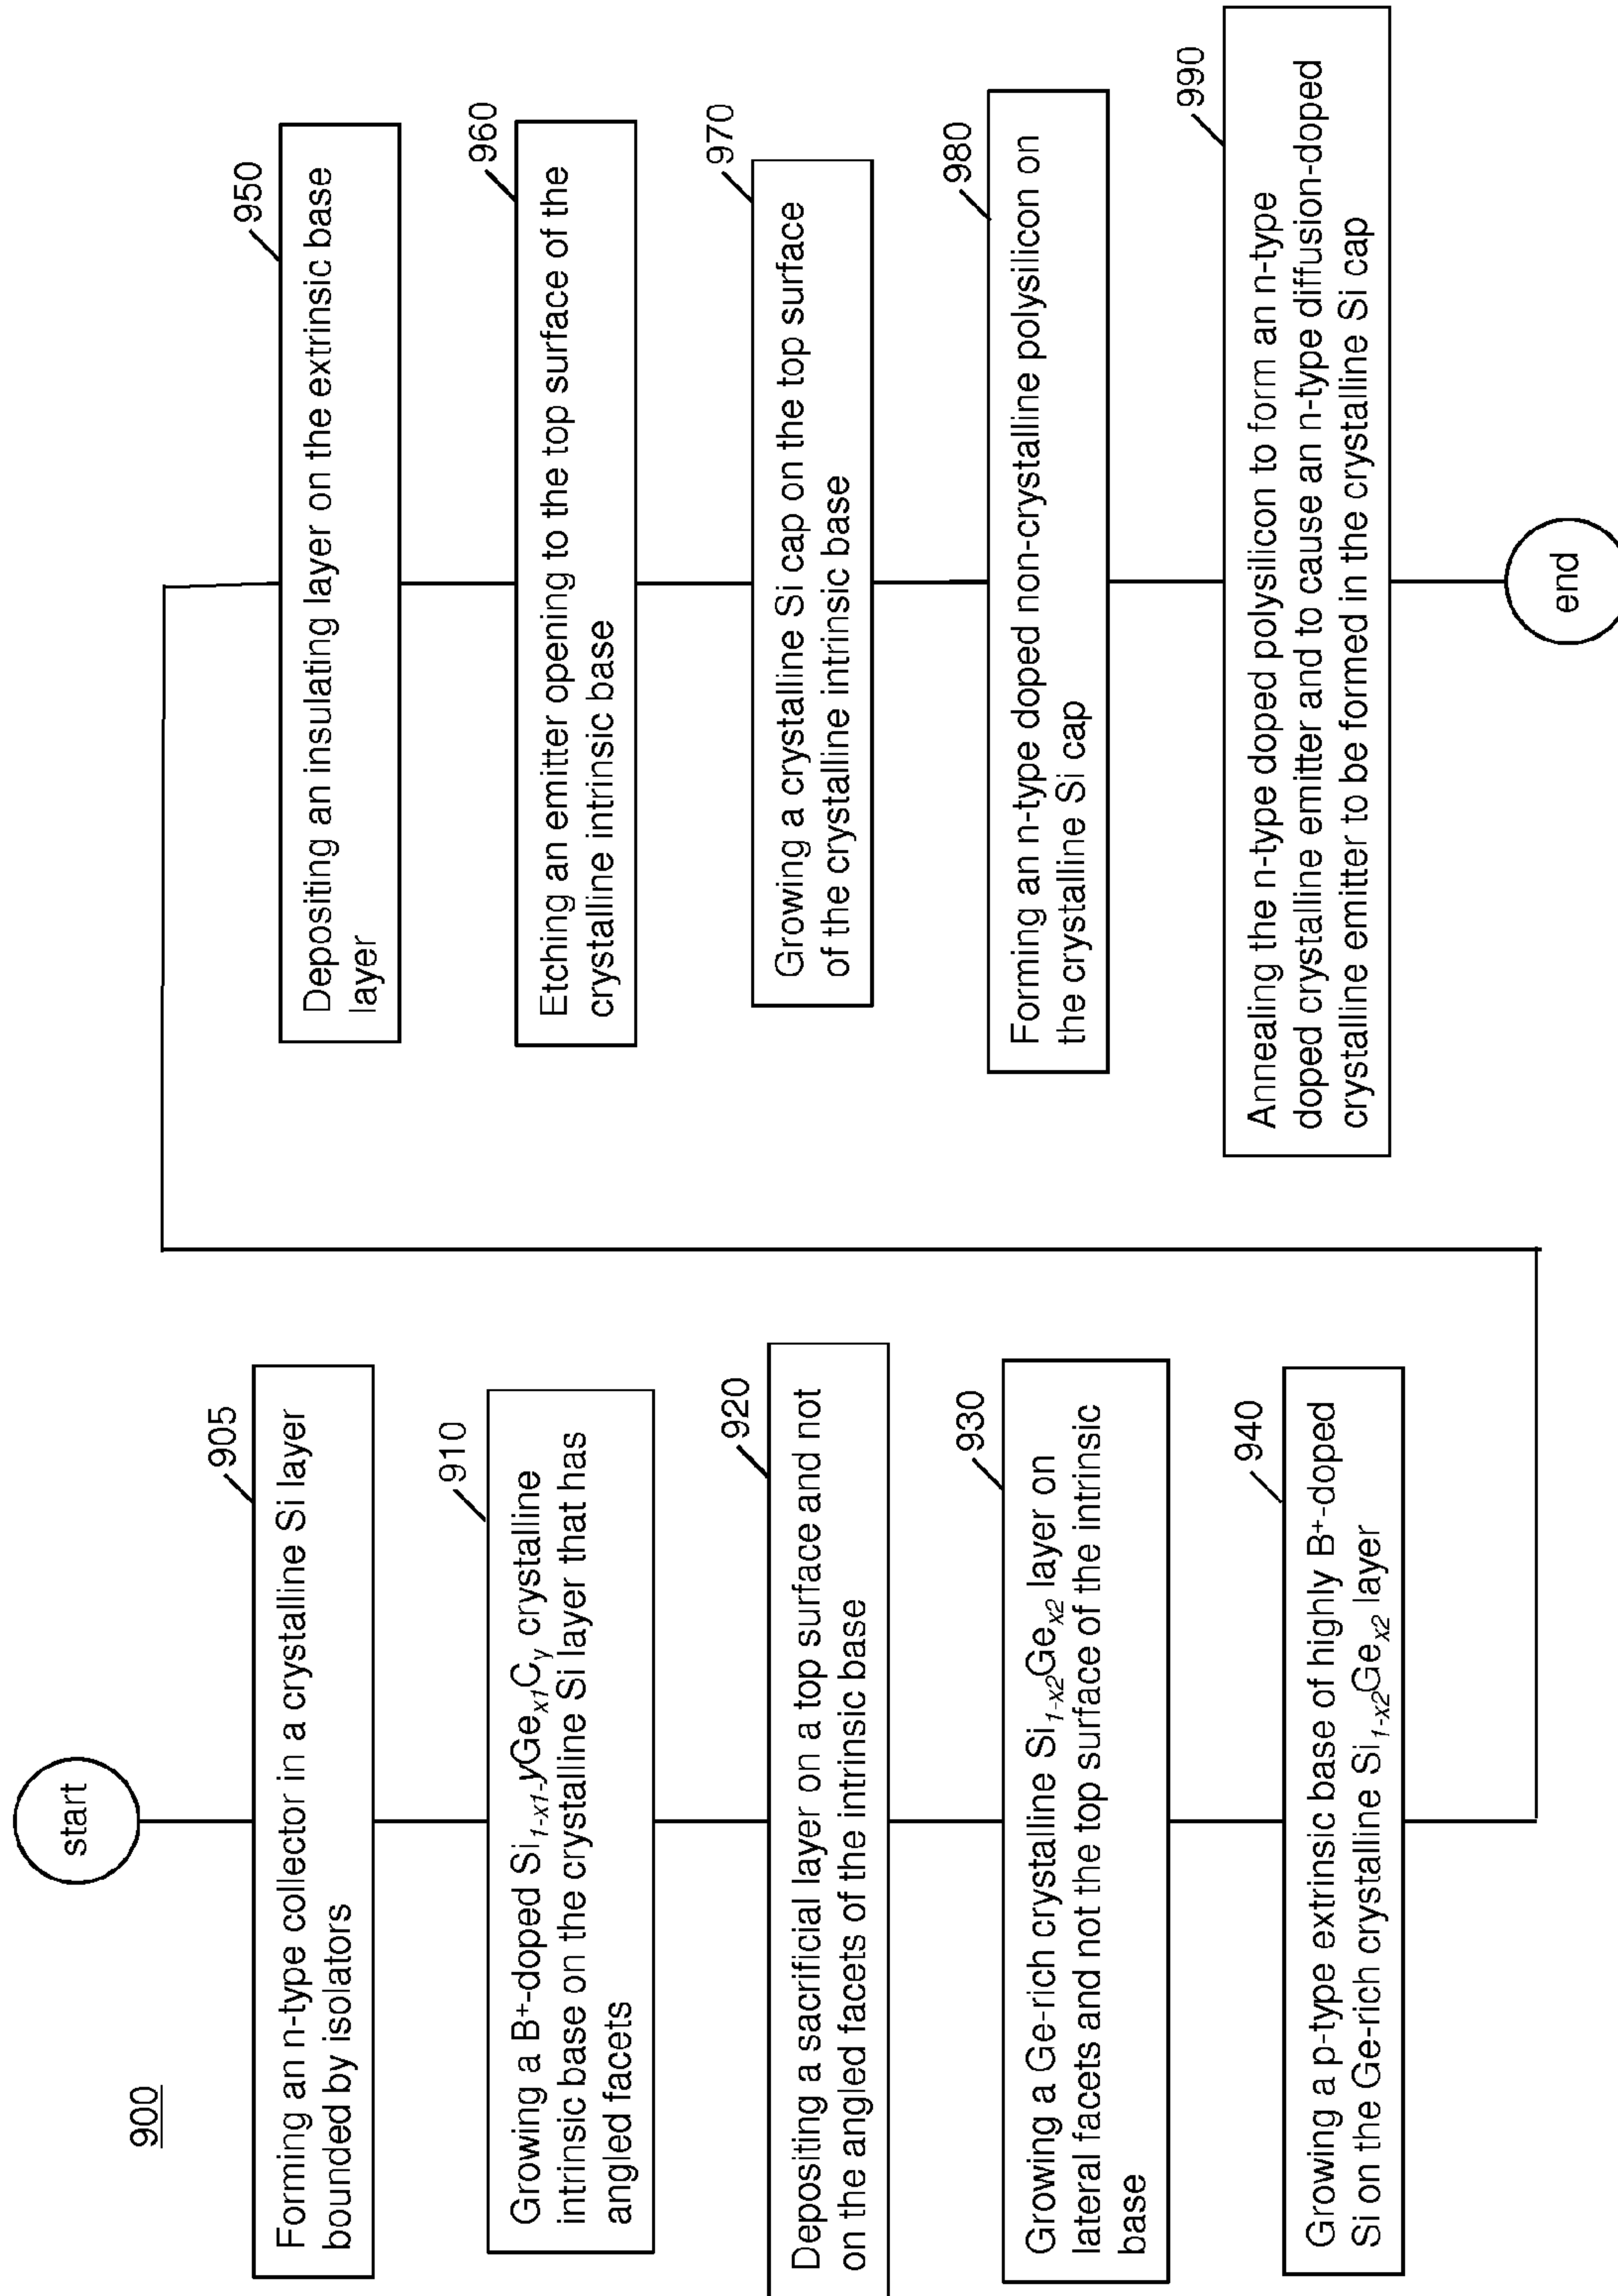 900
start
905
Forming an n-type collector in a crystalline Si layer
bounded by isolators
910
Growing a B⁺-doped Si₁₋ₓ₁₋yGeₓ₁Cy crystalline
intrinsic base on the crystalline Si layer that has
angled facets
920
Depositing a sacrificial layer on a top surface and not
on the angled facets of the intrinsic base
930
Growing a Ge-rich crystalline Si₁₋ₓ₂Geₓ₂ layer on
lateral facets and not the top surface of the intrinsic
base
940
Growing a p-type extrinsic base of highly B⁺-doped
Si on the Ge-rich crystalline Si₁₋ₓ₂Geₓ₂ layer
950
Depositing an insulating layer on the extrinsic base
layer
960
Etching an emitter opening to the top surface of the
crystalline intrinsic base
970
Growing a crystalline Si cap on the top surface
of the crystalline intrinsic base
980
Forming an n-type doped non-crystalline polysilicon on
the crystalline Si cap
990
Annealing the n-type doped polysilicon to form an n-type
doped crystalline emitter and to cause an n-type diffusion-doped
crystalline emitter to be formed in the crystalline Si cap
end